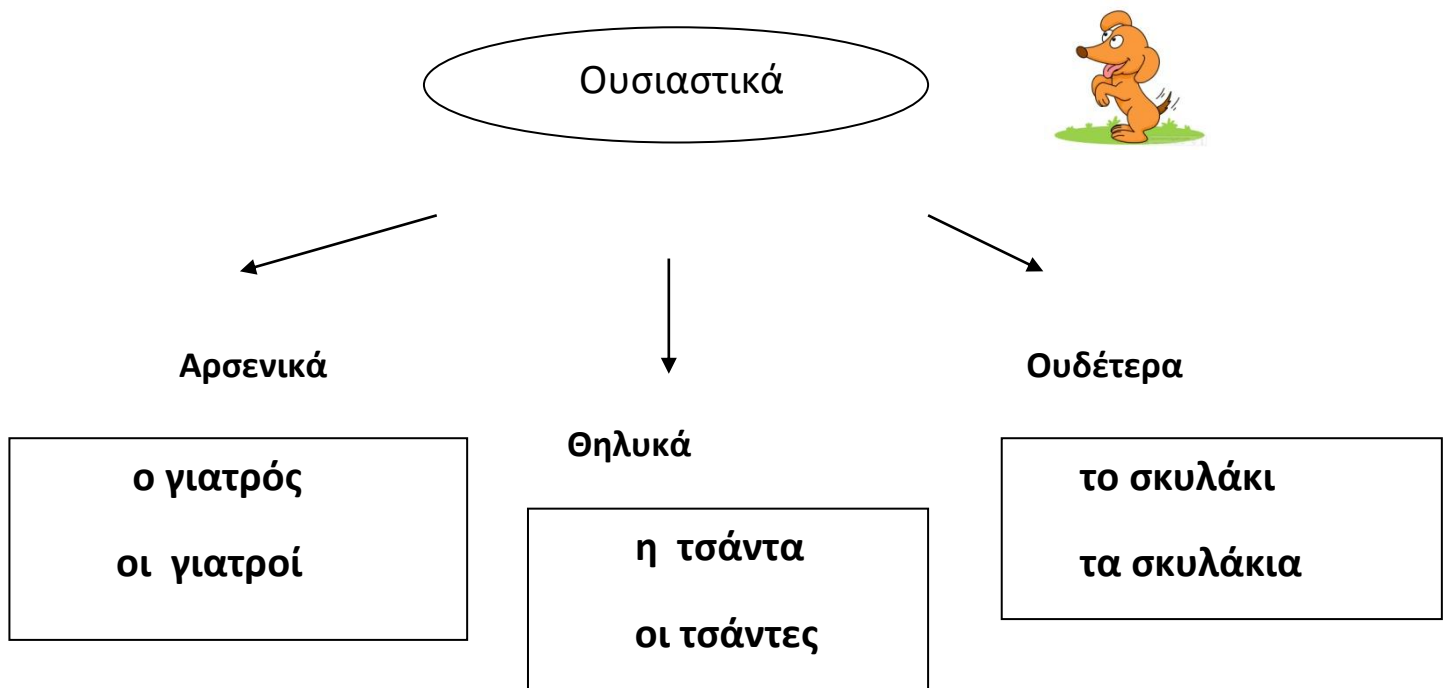 Ουσιαστικά
Αρσενικά
ο γιατρός
οι γιατροί
Θηλυκά
η τσάντα
οι τσάντες
Ουδέτερα
το σκυλάκι
τα σκυλάκια